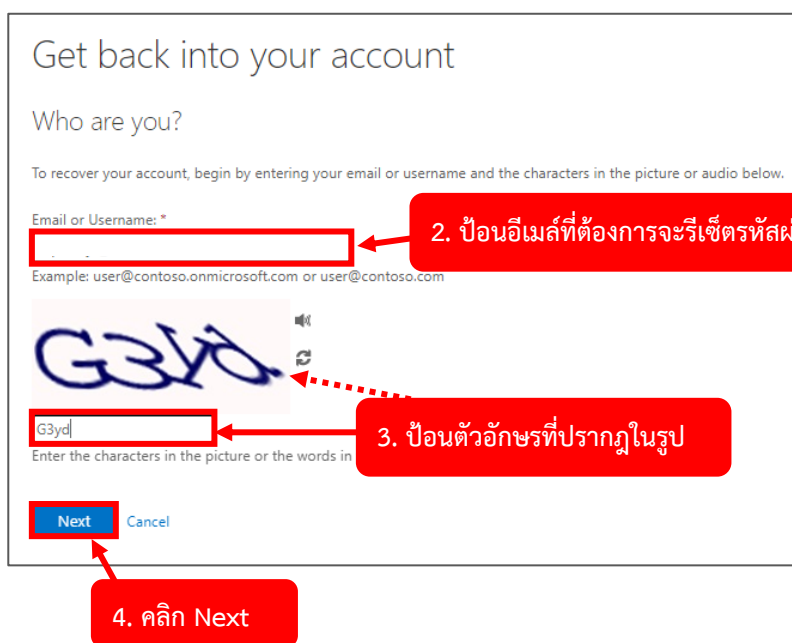 Get back into your account
Who are you?
To recover your account, begin by entering your email or username and the characters in the picture or audio below.
Email or Username: *
2. ป้อนอีเมล์ที่ต้องการจะรีเซ็ตรหัสผ่
Example: user@contoso.onmicrosoft.com or user@contoso.com
G3Yd
G3yd
3. ป้อนตัวอักษรที่ปรากฎในรูป
Enter the characters in the picture or the words in
Next
Cancel
4. คลิก Next